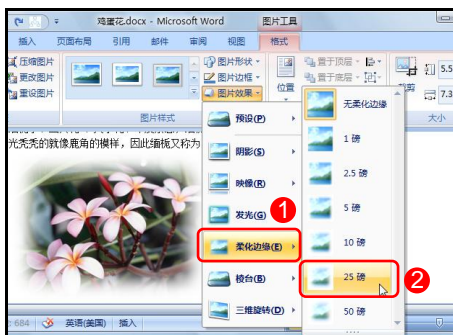 鸡蛋花.docx - Microsoft Word 图片工具
插入 页面布局 引用 邮件 审阅 视图 格式
压缩图片
更改图片
重设图片
图片样式
图片形状
图片边框
图片效果
位置
置于顶层
置于底层
5.5
7.3
大小
光秃秃的就像鹿角的模样，因此缅栀又称为
预设(P)
阴影(S)
映像(R)
发光(G)
1
柔化边缘(E)
棱台(B)
三维旋转(D)
无柔化边缘
1 磅
2.5 磅
5 磅
10 磅
25 磅
2
50 磅
684 英语(美国) 插入